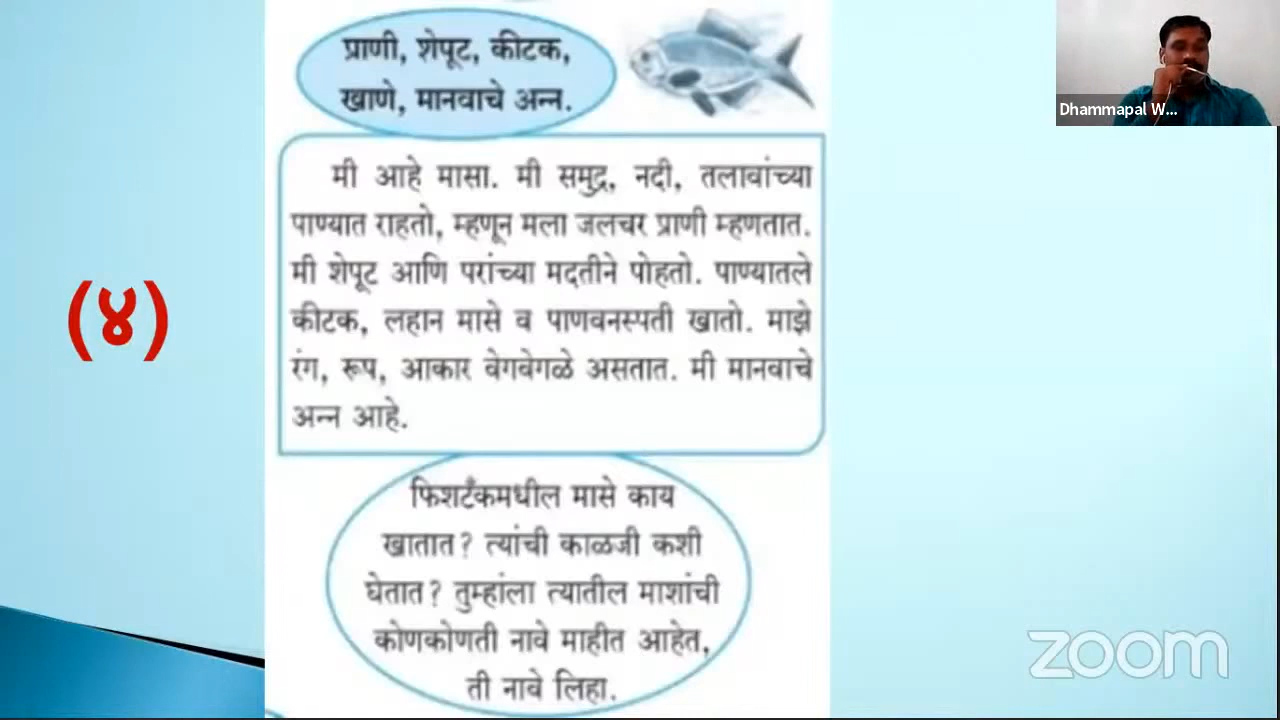 प्राणी, शेपूट, कीटक,
खाणे, मानवाचे अन्न.
Dhammapal W...
मी आहे मासा. मी समुद्र, नदी, तलावांच्या
पाण्यात राहतो, म्हणून मला जलचर प्राणी म्हणतात.
मी शेपूट आणि परांच्या मदतीने पोहतो. पाण्यातले
कीटक, लहान मासे व पाणवनस्पती खातो. माझे
रंग, रूप, आकार वेगवेगळे असतात. मी मानवाचे
अन्न आहे.
(४)
फिशटँकमधील मासे काय
खातात? त्यांची काळजी कशी
घेतात? तुम्हांला त्यातील माशांची
कोणकोणती नावे माहीत आहेत,
ती नावे लिहा.
zoom